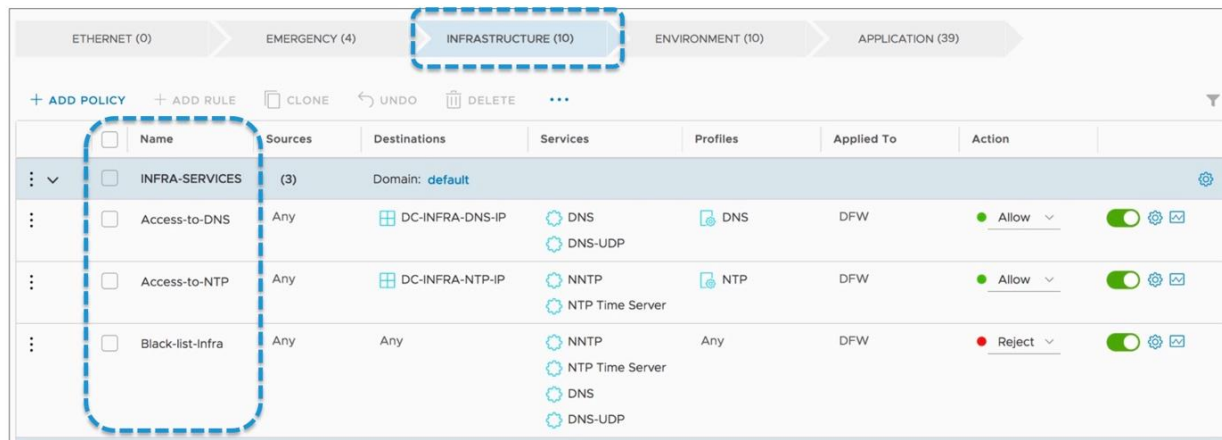 ETHERNET (0) EMERGENCY (4) INFRASTRUCTURE (10) ENVIRONMENT (10) APPLICATION (39)
+ ADD POLICY + ADD RULE CLONE UNDO DELETE ...
Name Sources Destinations Services Profiles Applied To Action
INFRA-SERVICES (3) Domain: default
Access-to-DNS Any DC-INFRA-DNS-IP DNS DNS DFW Allow
DNS-UDP
Access-to-NTP Any DC-INFRA-NTP-IP NNTP NTP DFW Allow
NTP Time Server
Black-list-Infra Any Any NNTP Any DFW Reject
NTP Time Server
DNS
DNS-UDP